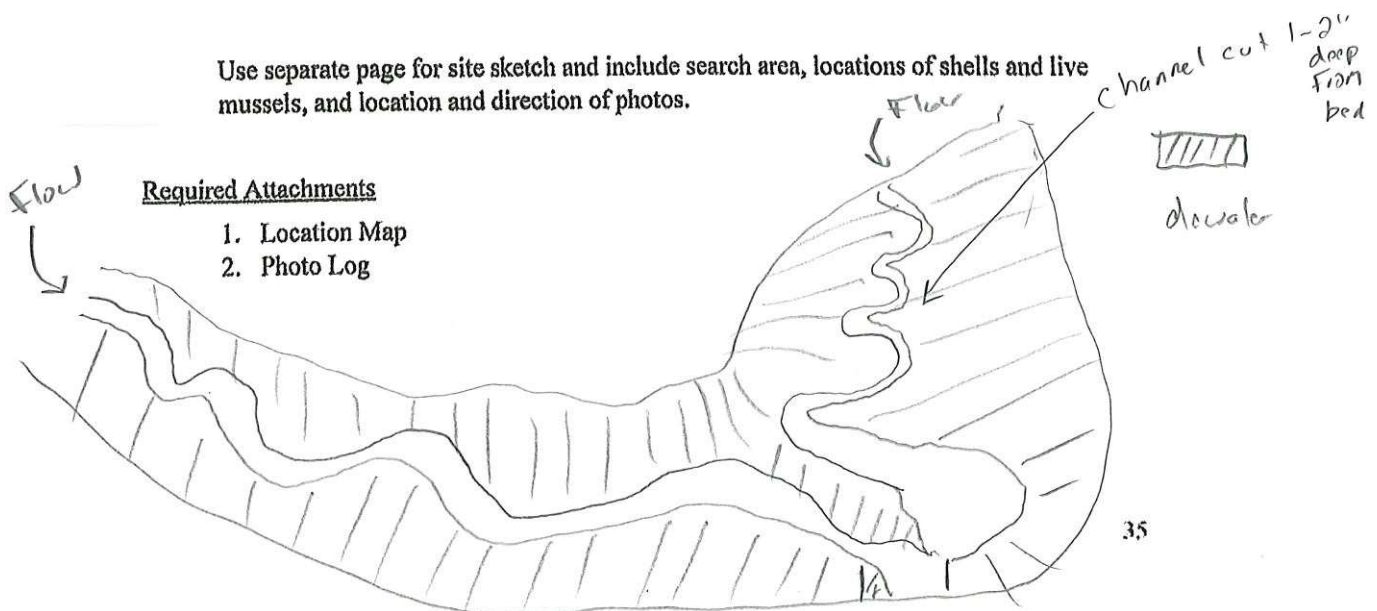 Use separate page for site sketch and include search area, locations of shells and live
mussels, and location and direction of photos.
channel cut 1-2"
deep
from
bed
Flow
Flow
Required Attachments
1. Location Map
2. Photo Log
35